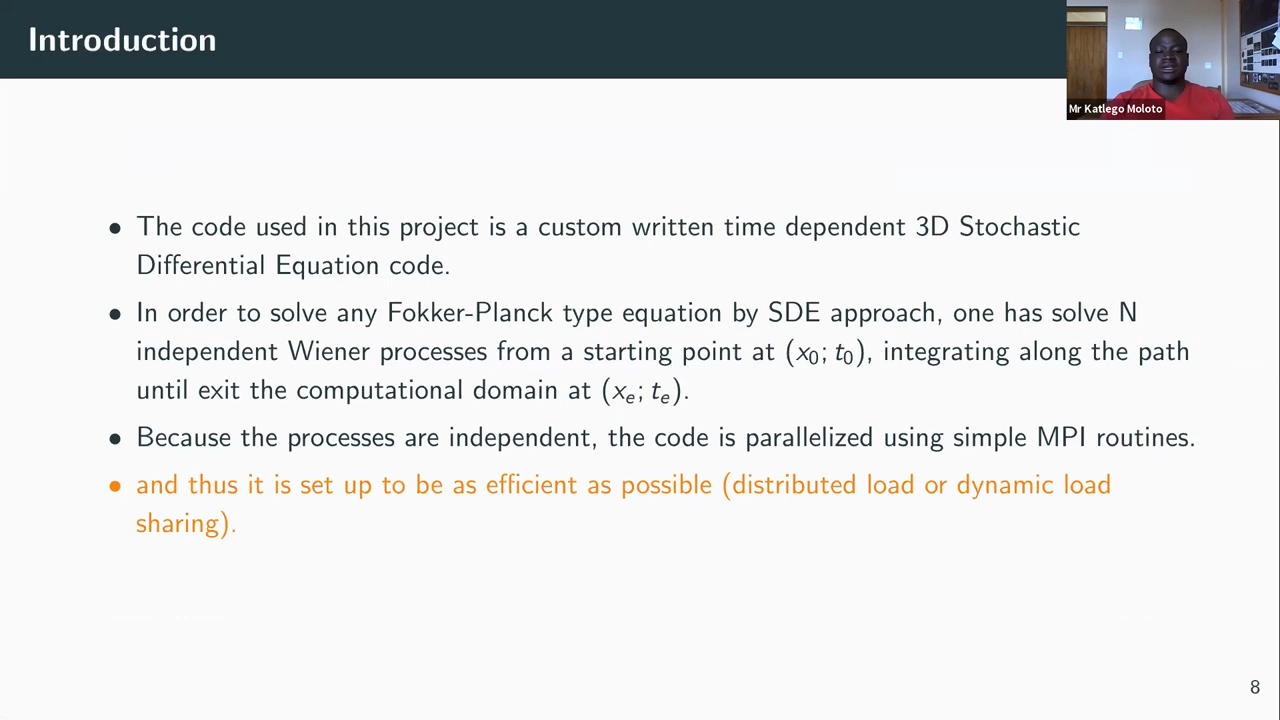 Introduction
Mr Katlego Moloto
• The code used in this project is a custom written time dependent 3D Stochastic
Differential Equation code.
• In order to solve any Fokker-Planck type equation by SDE approach, one has solve N
independent Wiener processes from a starting point at (x₀; t₀), integrating along the path
until exit the computational domain at (xₑ; tₑ).
• Because the processes are independent, the code is parallelized using simple MPI routines.
• and thus it is set up to be as efficient as possible (distributed load or dynamic load
sharing).
8